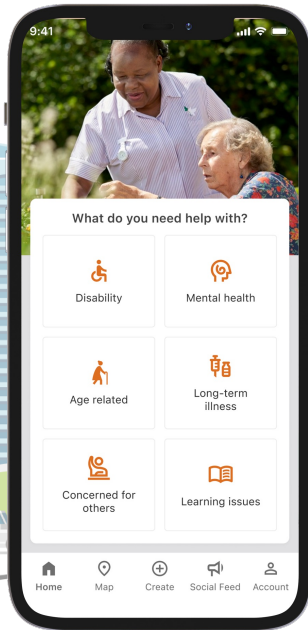 9:41
What do you need help with?
Disability
Mental health
Age related
Long-term
illness
Concerned for
others
Learning issues
Home
Map
Create
Social Feed
Account